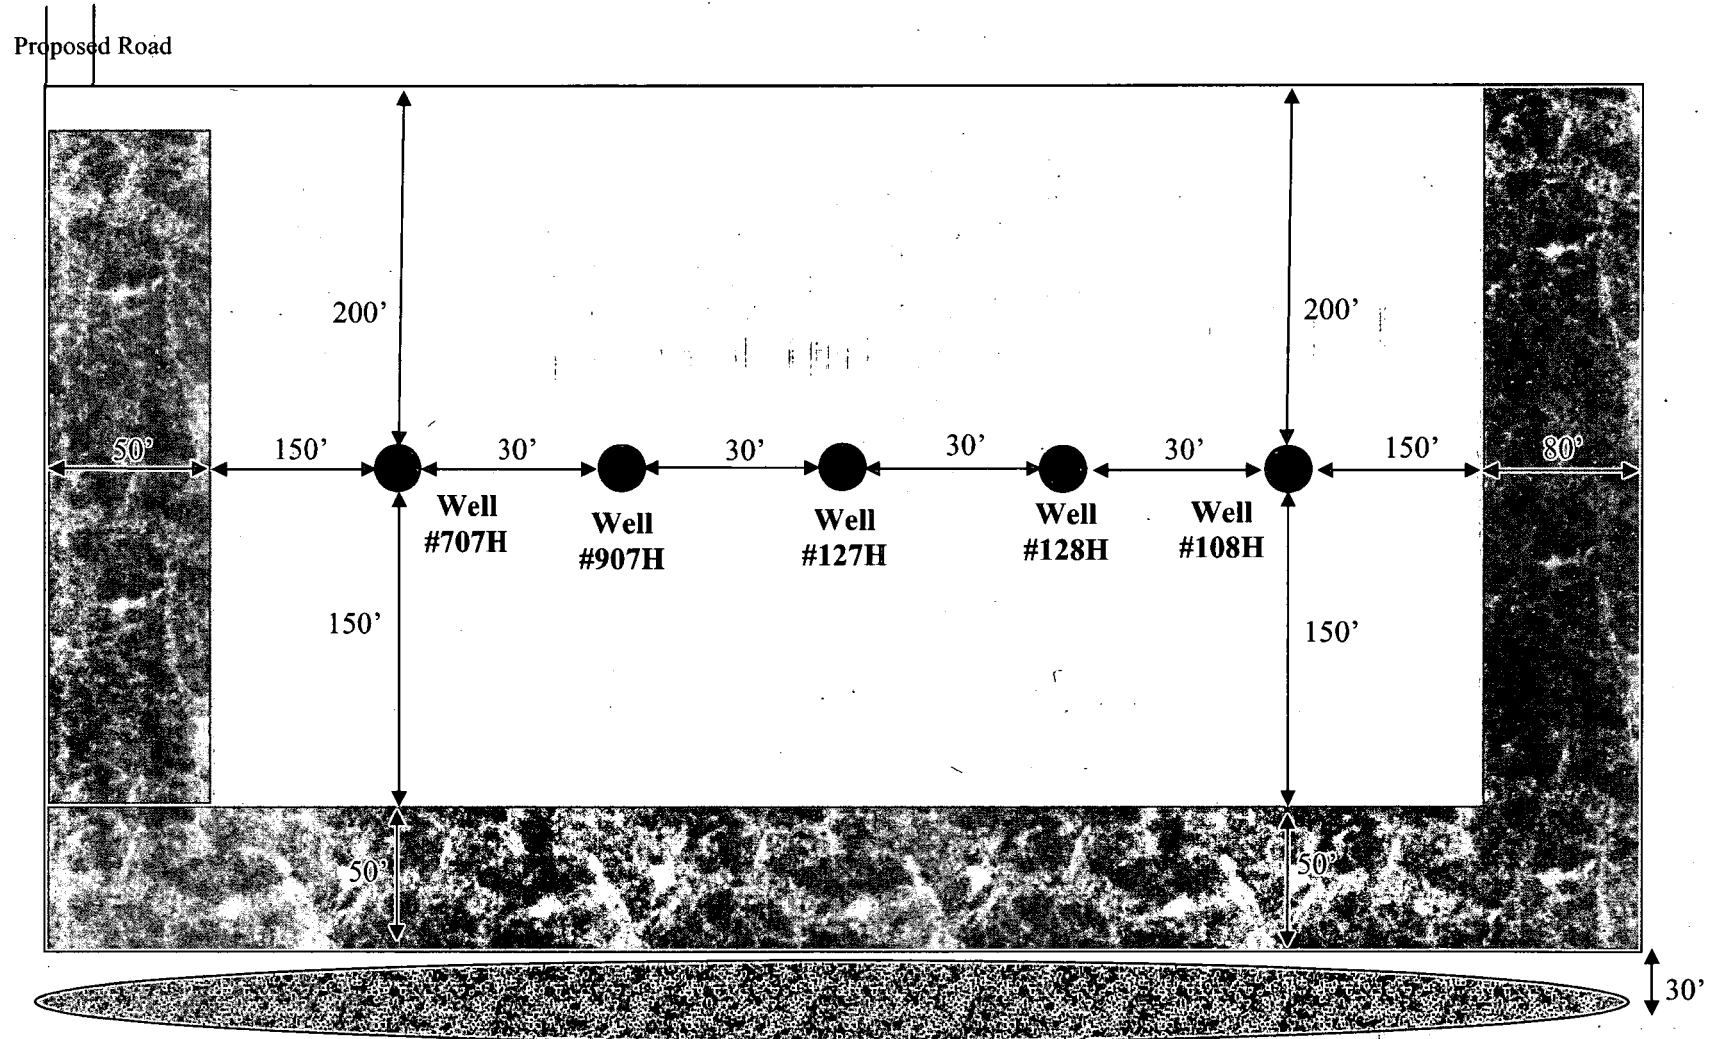 Proposed Road
200’
200’
50’
150’
30’
30’
30’
30’
150’
80’
Well
#707H
Well
#907H
Well
#127H
Well
#128H
Well
#108H
150’
150’
50’
50’
30’